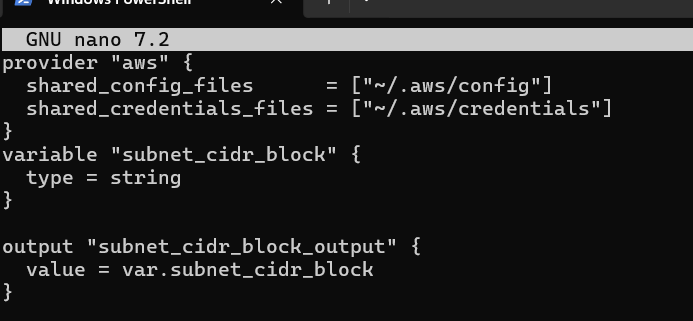 Windows PowerShell
GNU nano 7.2
provider "aws" {
  shared_config_files      = ["~/.aws/config"]
  shared_credentials_files = ["~/.aws/credentials"]
}
variable "subnet_cidr_block" {
  type = string
}
output "subnet_cidr_block_output" {
  value = var.subnet_cidr_block
}